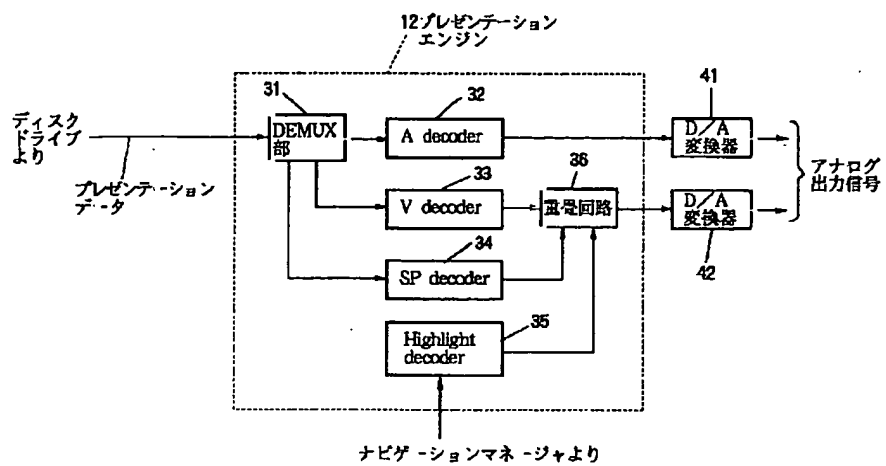 12プレゼンテーション
エンジン
31
32
41
ディスク
ドライブ
より
DEMUX
部
A decoder
D/A
変換器
プレゼンテーション
データ
33
36
アナログ
出力信号
V decoder
重畳回路
D/A
変換器
34
42
SP decoder
35
Highlight
decoder
ナビゲーションマネージャより